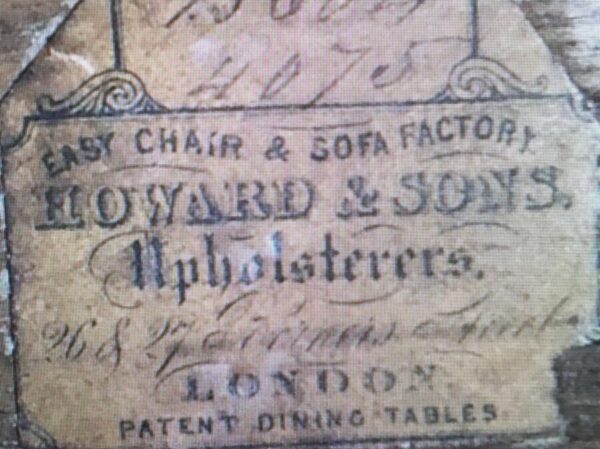 4075
EASY CHAIR & SOFA FACTORY
HOWARD & SONS.
Upholsterers.
26 & 27 Berners Street
LONDON
PATENT DINING TABLES